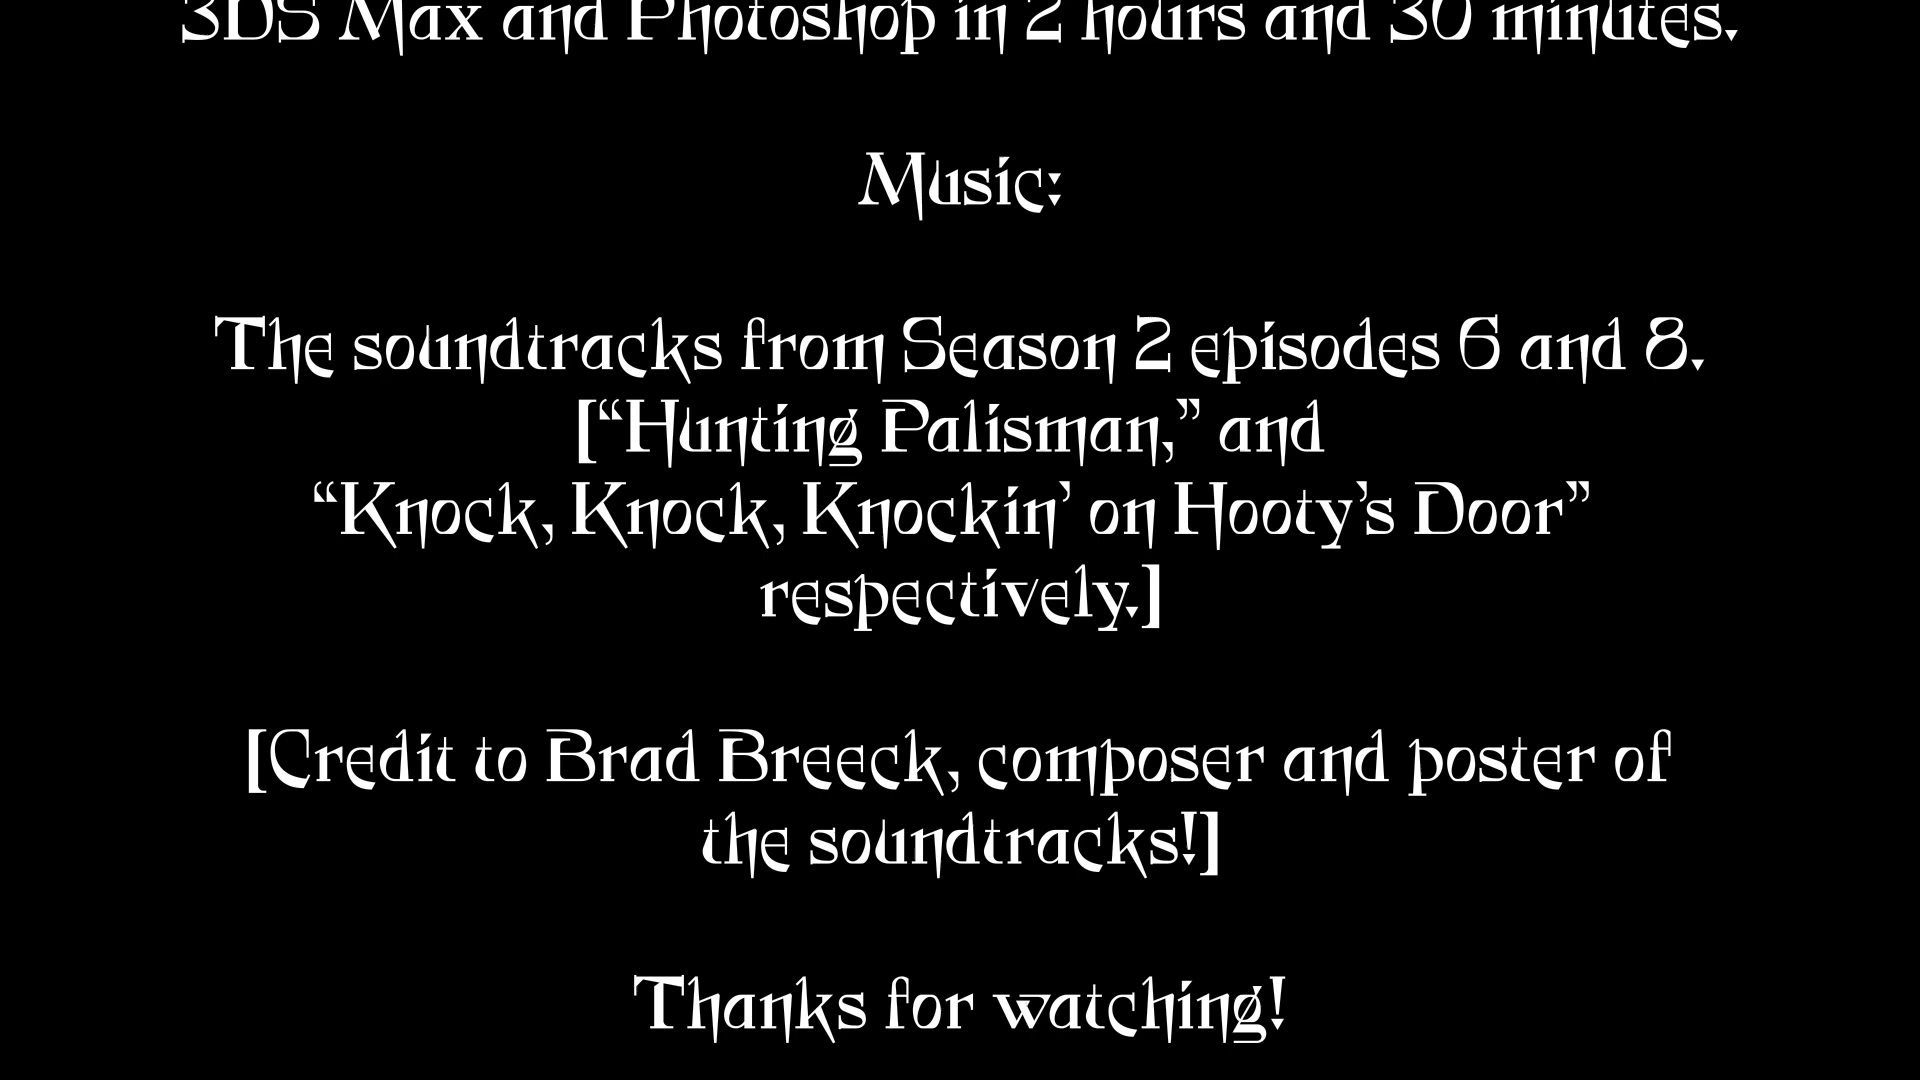 3DS Max and Photoshop in 2 hours and 30 minutes.
Music:
The soundtracks from Season 2 episodes 6 and 8.
[“Hunting Palisman,” and
“Knock, Knock, Knockin’ on Hooty’s Door”
respectively.]
[Credit to Brad Breeck, composer and poster of
the soundtracks!]
Thanks for watching!